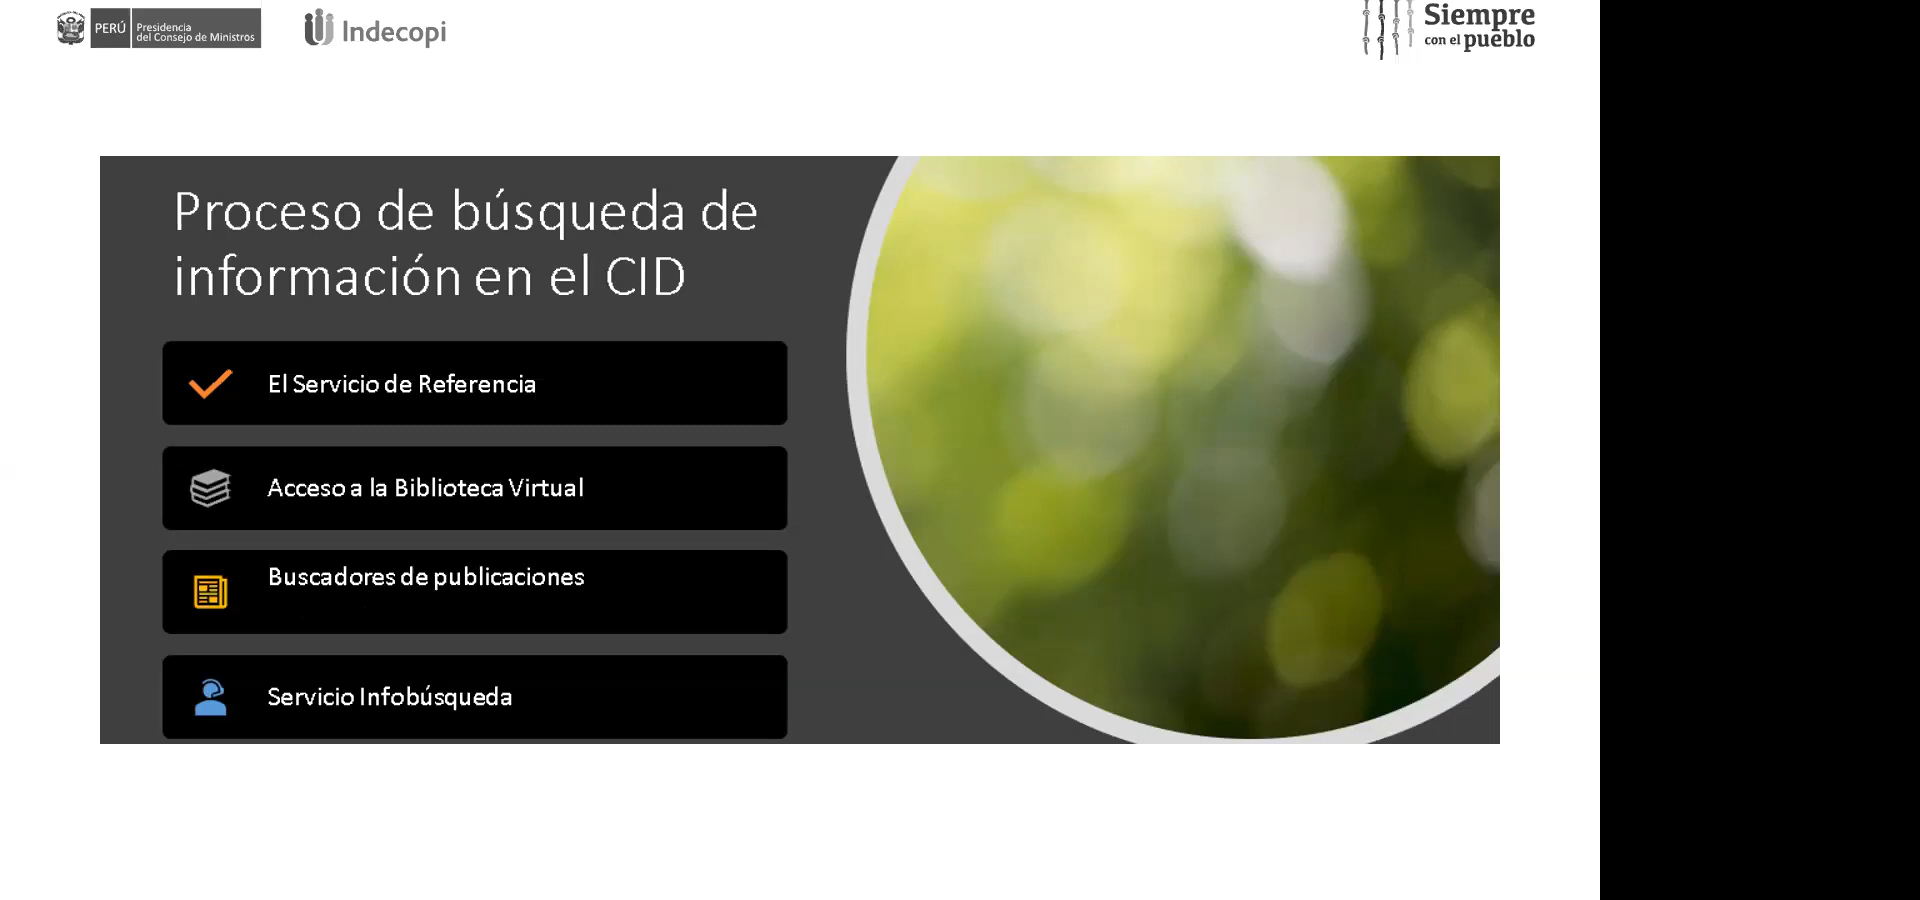 PERÚ
Presidencia
del Consejo de Ministros
Indecopi
Siempre
con el pueblo
Proceso de búsqueda de
información en el CID
El Servicio de Referencia
Acceso a la Biblioteca Virtual
Buscadores de publicaciones
Servicio Infobúsqueda